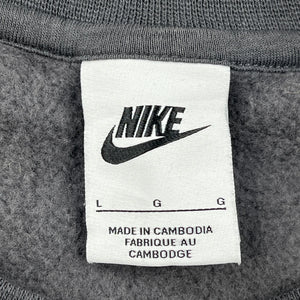 NIKE
L G G
MADE IN CAMBODIA
FABRIQUE AU
CAMBODGE